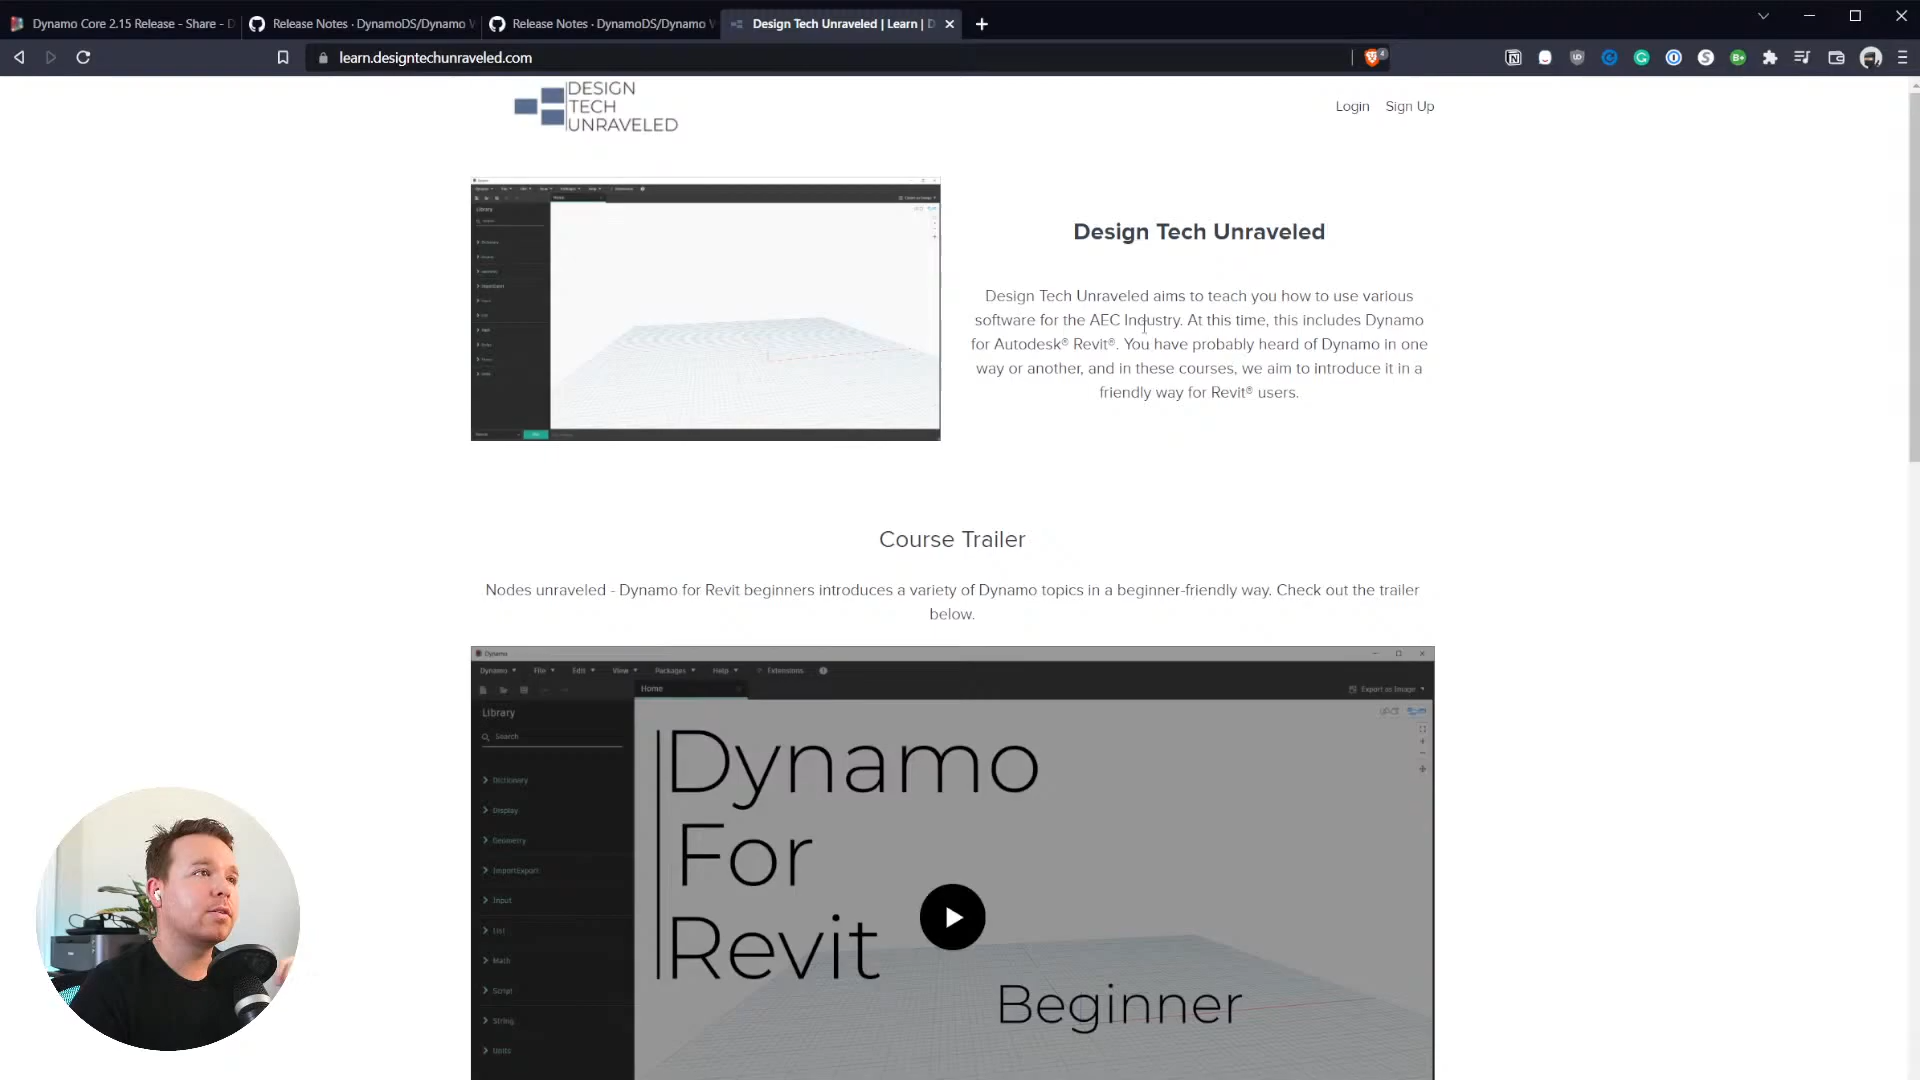 Dynamo Core 2.15 Release - Share - D
Release Notes · DynamoDS/Dynamo W
Release Notes · DynamoDS/Dynamo W
Design Tech Unraveled | Learn | D
learn.designtechunraveled.com
4
DESIGN
TECH
UNRAVELED
Login
Sign Up
Design Tech Unraveled
Design Tech Unraveled aims to teach you how to use various
software for the AEC Industry. At this time, this includes Dynamo
for Autodesk® Revit®. You have probably heard of Dynamo in one
way or another, and in these courses, we aim to introduce it in a
friendly way for Revit® users.
Library
Course Trailer
Nodes unraveled - Dynamo for Revit beginners introduces a variety of Dynamo topics in a beginner-friendly way. Check out the trailer
below.
Dynamo
Dynamo File Edit View Packages Help Extensions
Home
Export as Image
Library
Search
Dictionary
Display
Geometry
ImportExport
Input
List
Math
Script
String
Units
Dynamo
For
Revit
Beginner